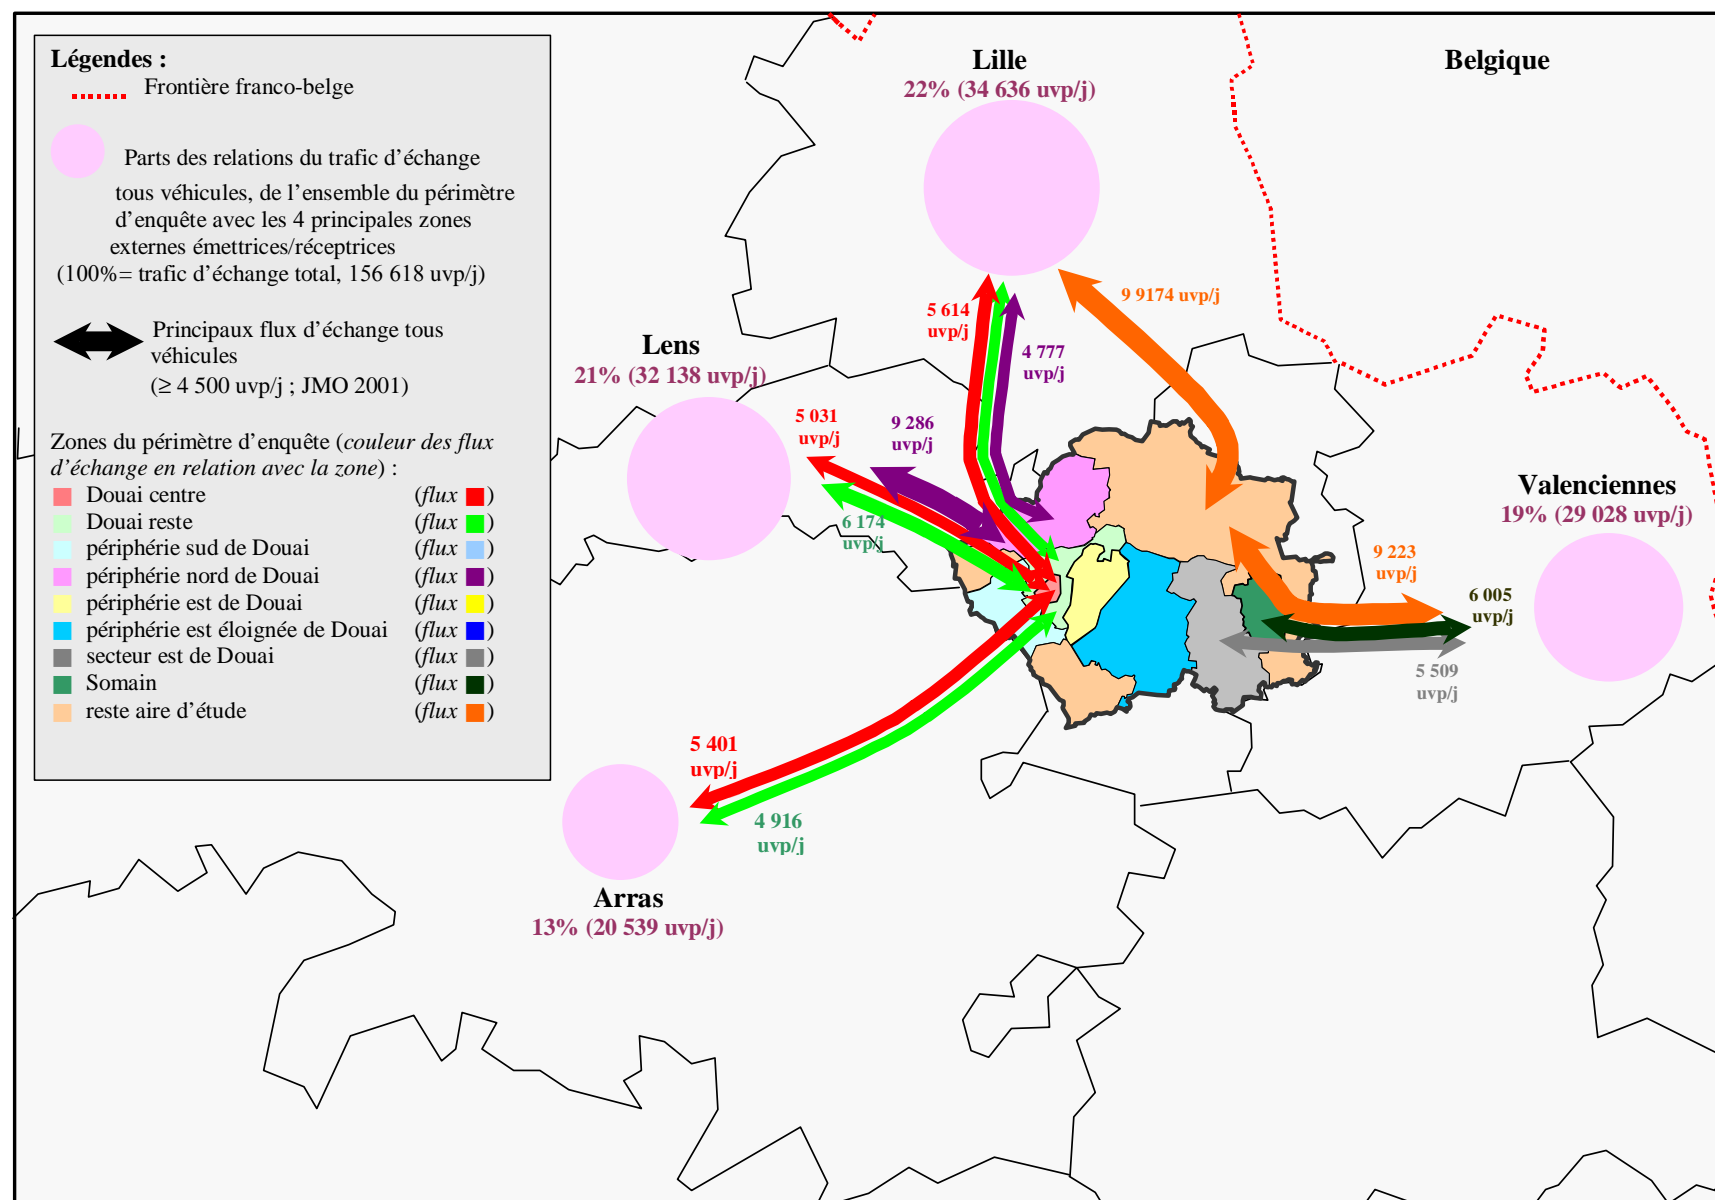 Légendes :
Frontière franco-belge
Parts des relations du trafic d'échange
tous véhicules, de l'ensemble du périmètre
d'enquête avec les 4 principales zones
externes émettrices/réceptrices
(100%= trafic d'échange total, 156 618 uvp/j)
Principaux flux d'échange tous
véhicules
(≥ 4 500 uvp/j ; JMO 2001)
Zones du périmètre d'enquête (couleur des flux
d'échange en relation avec la zone) :
Douai centre (flux )
Douai reste (flux )
périphérie sud de Douai (flux )
périphérie nord de Douai (flux )
périphérie est de Douai (flux )
périphérie est éloignée de Douai (flux )
secteur est de Douai (flux )
Somain (flux )
reste aire d'étude (flux )
Lille
22% (34 636 uvp/j)
Belgique
9 9174 uvp/j
5 614
uvp/j
4 777
uvp/j
Lens
21% (32 138 uvp/j)
5 031
uvp/j
9 286
uvp/j
6 174
uvp/j
Valenciennes
19% (29 028 uvp/j)
9 223
uvp/j
6 005
uvp/j
5 509
uvp/j
5 401
uvp/j
4 916
uvp/j
Arras
13% (20 539 uvp/j)